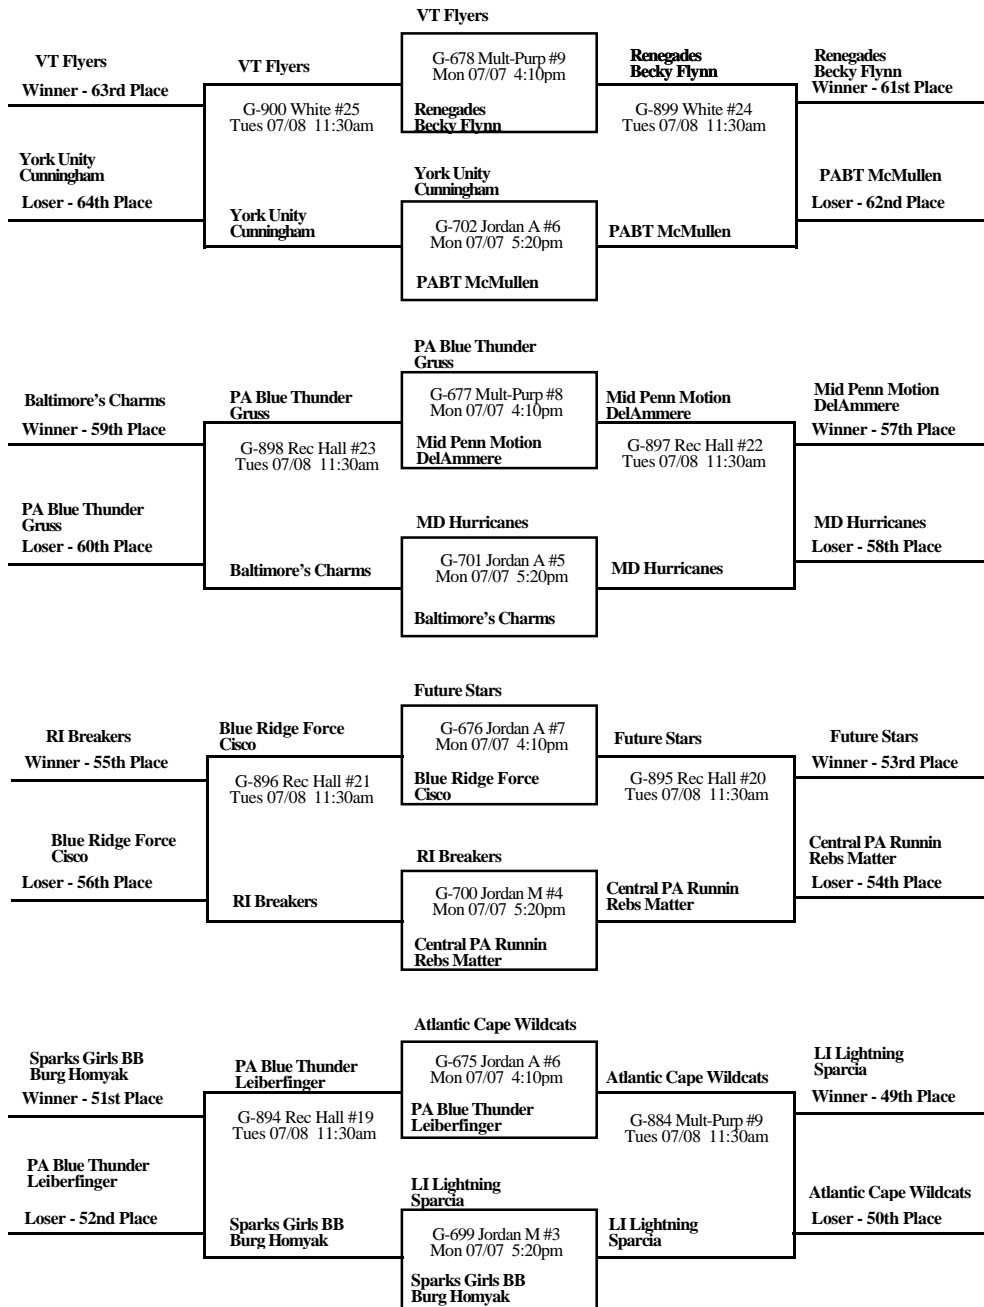 VT Flyers
VT Flyers
VT Flyers
G-678 Mult-Purp #9
Mon 07/07 4:10pm
Renegades
Becky Flynn
Renegades
Becky Flynn
Winner - 63rd Place
Winner - 61st Place
G-900 White #25
Tues 07/08 11:30am
Renegades
Becky Flynn
G-899 White #24
Tues 07/08 11:30am
York Unity
Cunningham
Loser - 64th Place
York Unity
Cunningham
PABT McMullen
Loser - 62nd Place
York Unity
Cunningham
G-702 Jordan A #6
Mon 07/07 5:20pm
PABT McMullen
PABT McMullen
PA Blue Thunder
Gruss
Baltimore's Charms
Winner - 59th Place
PA Blue Thunder
Gruss
G-677 Mult-Purp #8
Mon 07/07 4:10pm
Mid Penn Motion
DelAmmere
Mid Penn Motion
DelAmmere
Winner - 57th Place
G-898 Rec Hall #23
Tues 07/08 11:30am
Mid Penn Motion
DelAmmere
G-897 Rec Hall #22
Tues 07/08 11:30am
PA Blue Thunder
Gruss
Loser - 60th Place
MD Hurricanes
MD Hurricanes
Loser - 58th Place
Baltimore's Charms
G-701 Jordan A #5
Mon 07/07 5:20pm
MD Hurricanes
Baltimore's Charms
Future Stars
RI Breakers
Winner - 55th Place
Blue Ridge Force
Cisco
G-676 Jordan A #7
Mon 07/07 4:10pm
Future Stars
Future Stars
Winner - 53rd Place
G-896 Rec Hall #21
Tues 07/08 11:30am
Blue Ridge Force
Cisco
G-895 Rec Hall #20
Tues 07/08 11:30am
Blue Ridge Force
Cisco
Loser - 56th Place
RI Breakers
Central PA Runnin
Rebs Matter
Loser - 54th Place
RI Breakers
G-700 Jordan M #4
Mon 07/07 5:20pm
Central PA Runnin
Rebs Matter
Central PA Runnin
Rebs Matter
Atlantic Cape Wildcats
Sparks Girls BB
Burg Homyak
Winner - 51st Place
PA Blue Thunder
Leiberfinger
G-675 Jordan A #6
Mon 07/07 4:10pm
Atlantic Cape Wildcats
LI Lightning
Sparcia
Winner - 49th Place
G-894 Rec Hall #19
Tues 07/08 11:30am
PA Blue Thunder
Leiberfinger
G-884 Mult-Purp #9
Tues 07/08 11:30am
PA Blue Thunder
Leiberfinger
Loser - 52nd Place
LI Lightning
Sparcia
Atlantic Cape Wildcats
Loser - 50th Place
Sparks Girls BB
Burg Homyak
G-699 Jordan M #3
Mon 07/07 5:20pm
LI Lightning
Sparcia
Sparks Girls BB
Burg Homyak